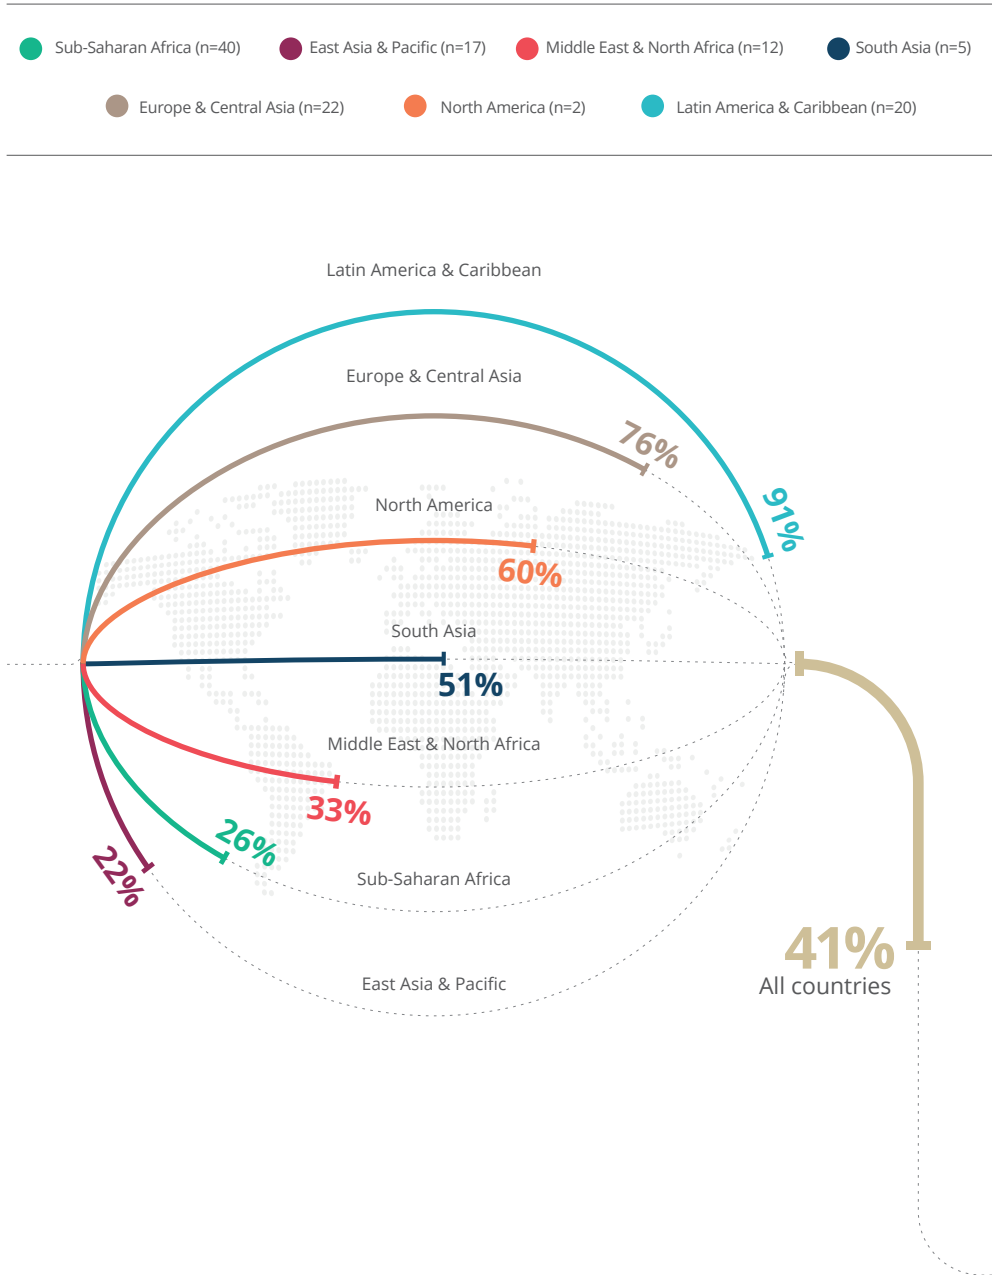 Sub-Saharan Africa (n=40)
East Asia & Pacific (n=17)
Middle East & North Africa (n=12)
South Asia (n=5)
Europe & Central Asia (n=22)
North America (n=2)
Latin America & Caribbean (n=20)
Latin America & Caribbean
Europe & Central Asia
76%
91%
North America
60%
South Asia
51%
Middle East & North Africa
33%
26%
22%
Sub-Saharan Africa
41%
All countries
East Asia & Pacific